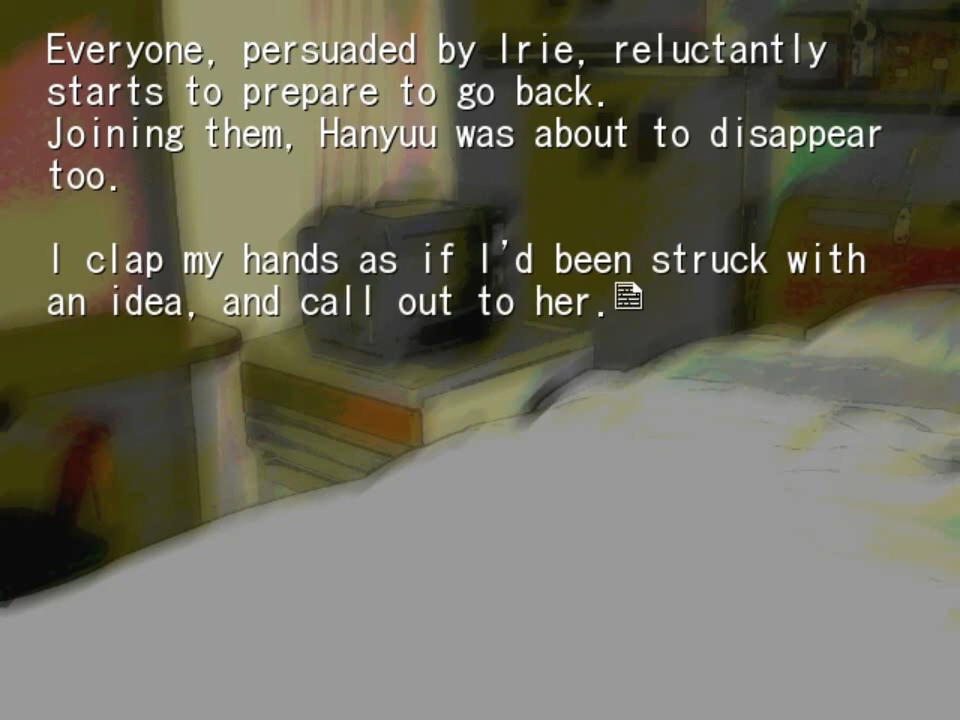 Everyone, persuaded by Irie, reluctantly
starts to prepare to go back.
Joining them, Hanyuu was about to disappear
too.
I clap my hands as if I'd been struck with
an idea, and call out to her.